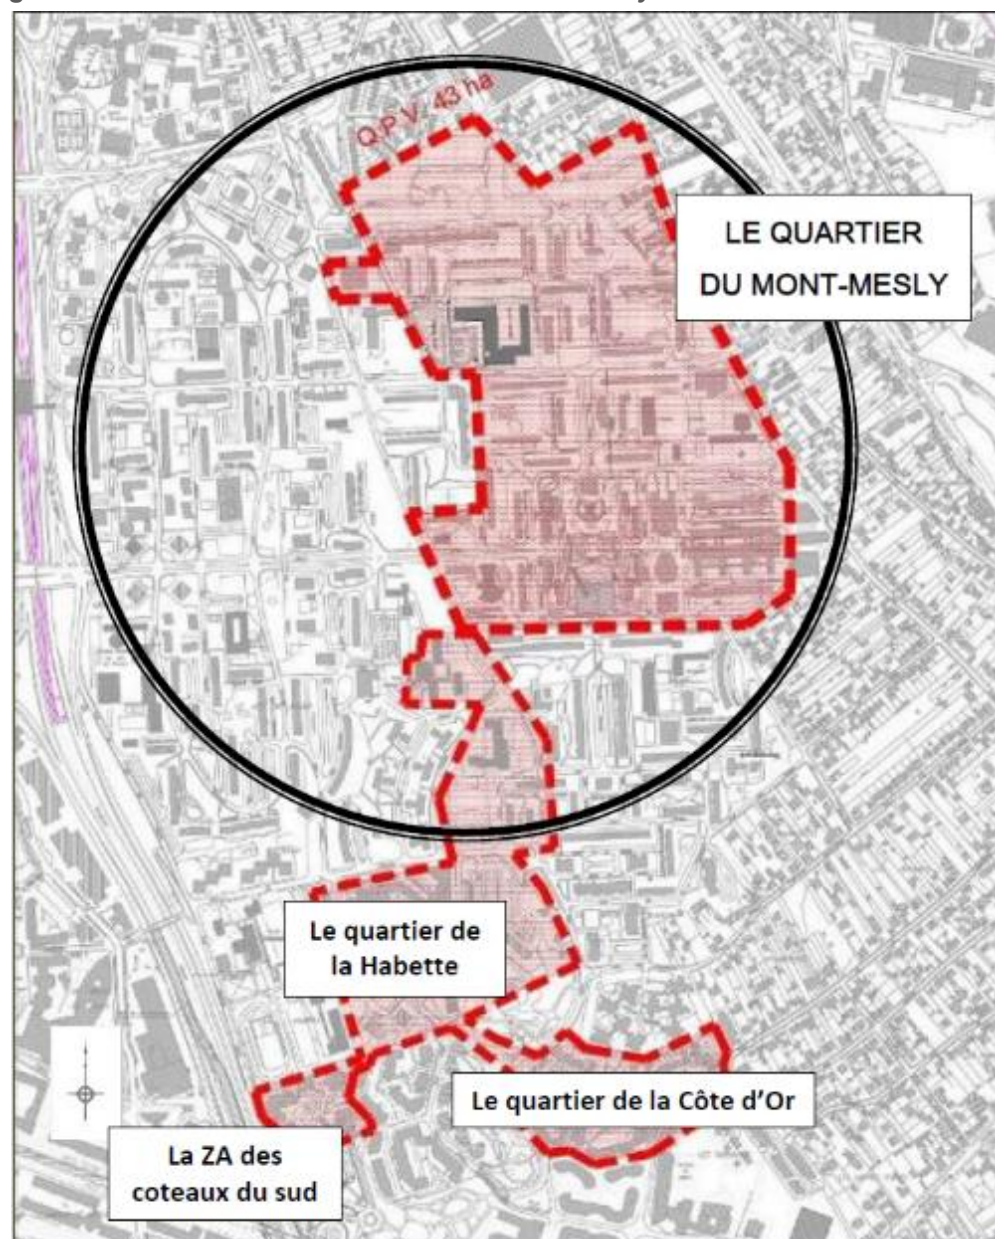 Q.P.V. 43 ha
LE QUARTIER
DU MONT-MESLY
Le quartier de
la Habette
Le quartier de la Côte d'Or
La ZA des
coteaux du sud